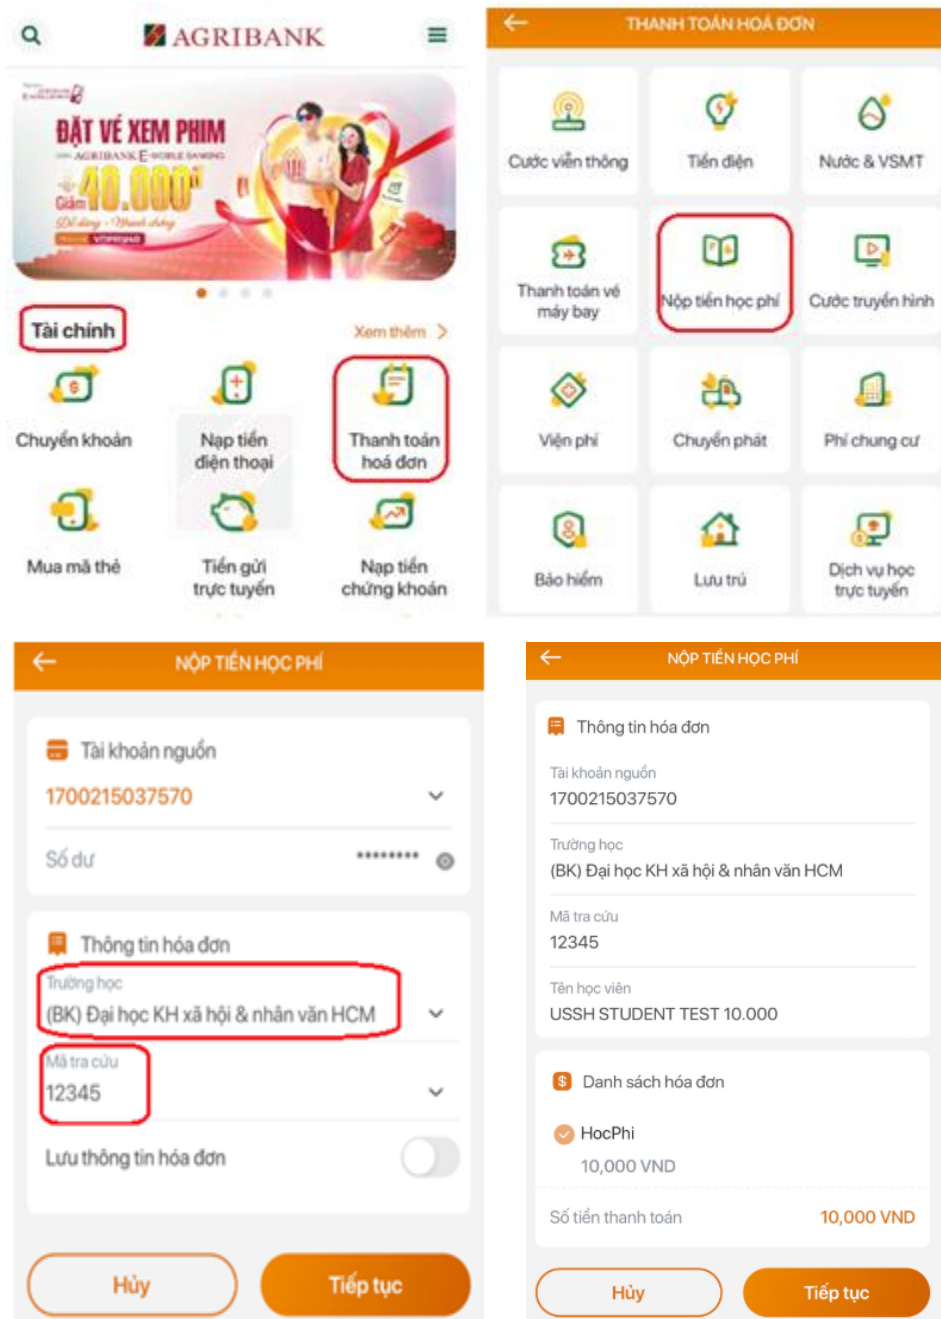 AGRIBANK
ĐẶT VÉ XEM PHIM
AGRIBANK E-MOBILE BANKING
Giảm 40.000đ
Dễ dàng - Nhanh chóng
Tài chính
Xem thêm
Chuyển khoản
Nạp tiền
điện thoại
Thanh toán
hoá đơn
Mua mã thẻ
Tiền gửi
trực tuyến
Nạp tiền
chứng khoán
THANH TOÁN HOÁ ĐƠN
Cước viễn thông
Tiền điện
Nước & VSMT
Thanh toán vé
máy bay
Nộp tiền học phí
Cước truyền hình
Viện phí
Chuyển phát
Phí chung cư
Bảo hiểm
Lưu trú
Dịch vụ học
trực tuyến
NỘP TIỀN HỌC PHÍ
Tài khoản nguồn
1700215037570
Số dư ********
Thông tin hóa đơn
Trường học
(BK) Đại học KH xã hội & nhân văn HCM
Mã tra cứu
12345
Lưu thông tin hóa đơn
Hủy
Tiếp tục
NỘP TIỀN HỌC PHÍ
Thông tin hóa đơn
Tài khoản nguồn
1700215037570
Trường học
(BK) Đại học KH xã hội & nhân văn HCM
Mã tra cứu
12345
Tên học viên
USSH STUDENT TEST 10.000
Danh sách hóa đơn
HocPhi
10,000 VND
Số tiền thanh toán 10,000 VND
Hủy
Tiếp tục